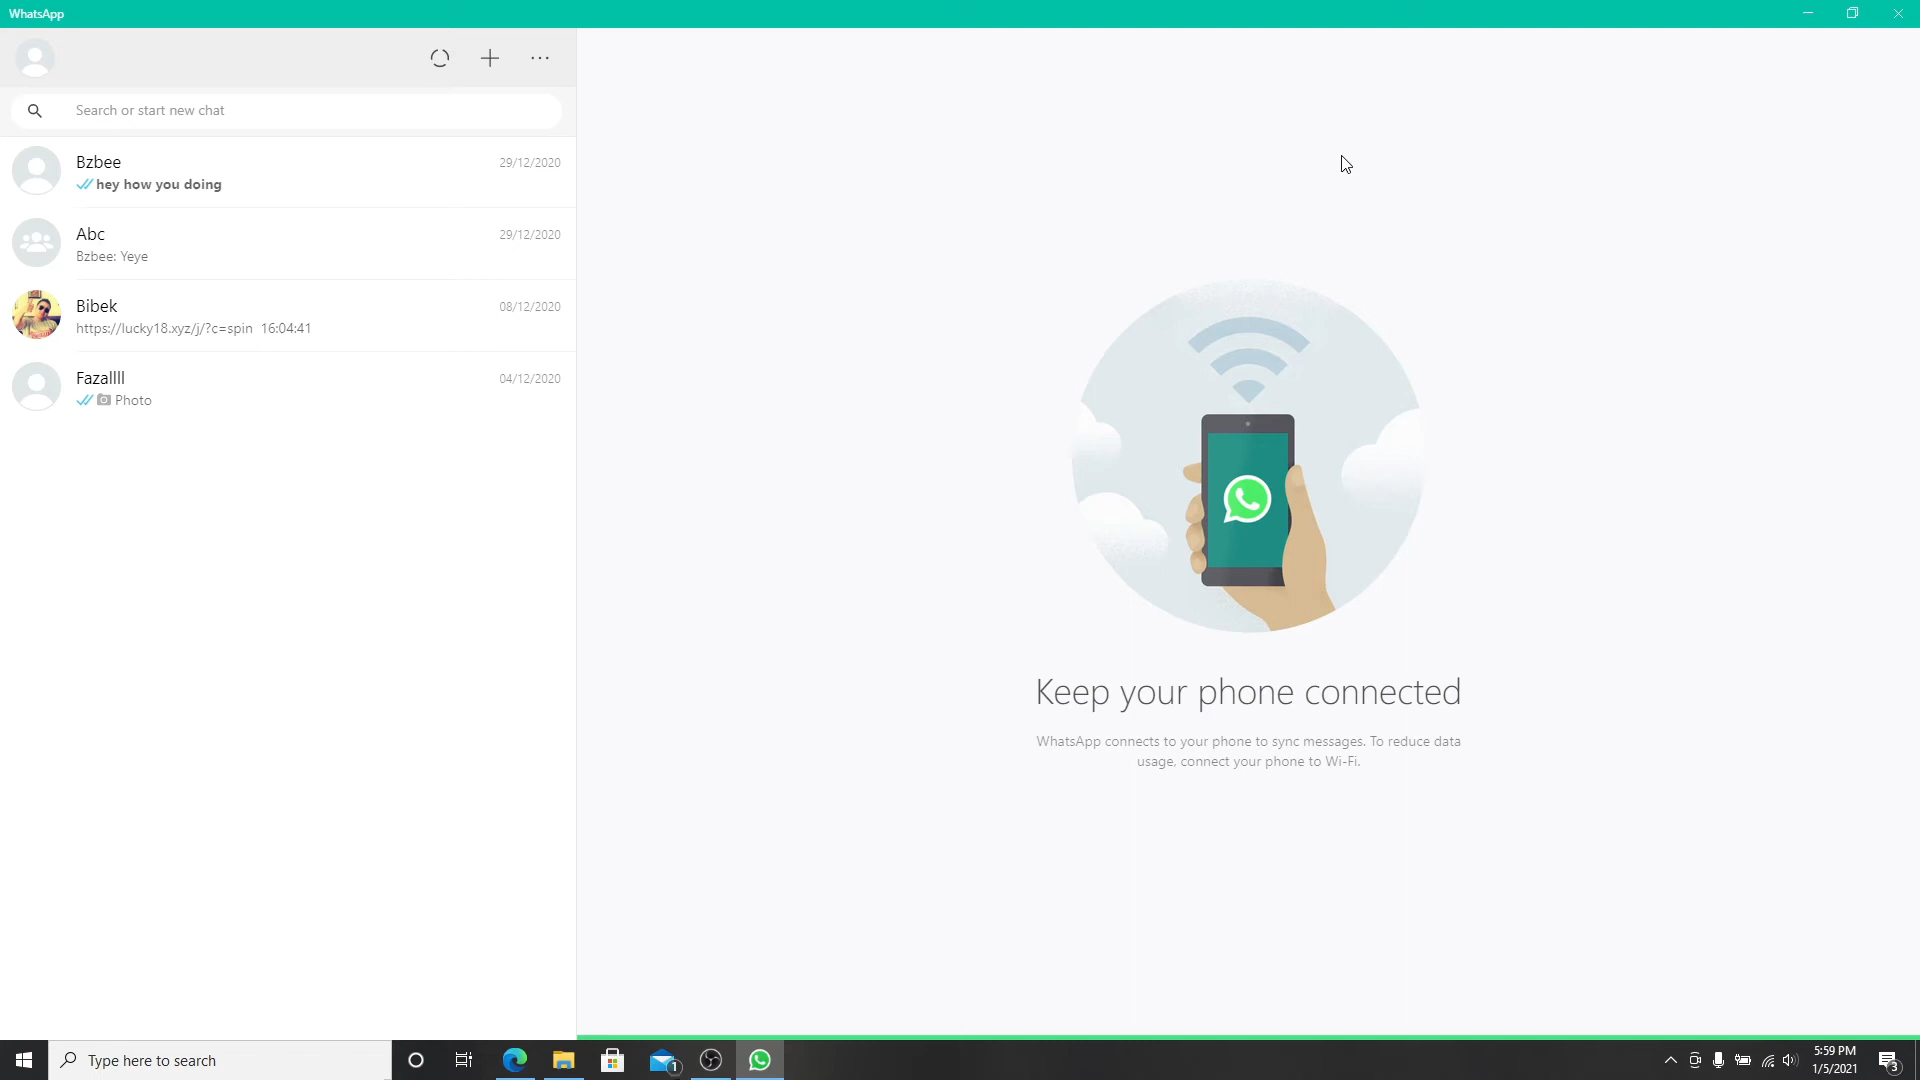 WhatsApp
Search or start new chat
Bzbee
29/12/2020
hey how you doing
Abc
29/12/2020
Bzbee: Yeye
Bibek
08/12/2020
https://lucky18.xyz/j/?c=spin 16:04:41
Fazallll
04/12/2020
Photo
Keep your phone connected
WhatsApp connects to your phone to sync messages. To reduce data
usage, connect your phone to Wi-Fi.
Type here to search
1
5:59 PM
1/5/2021
3